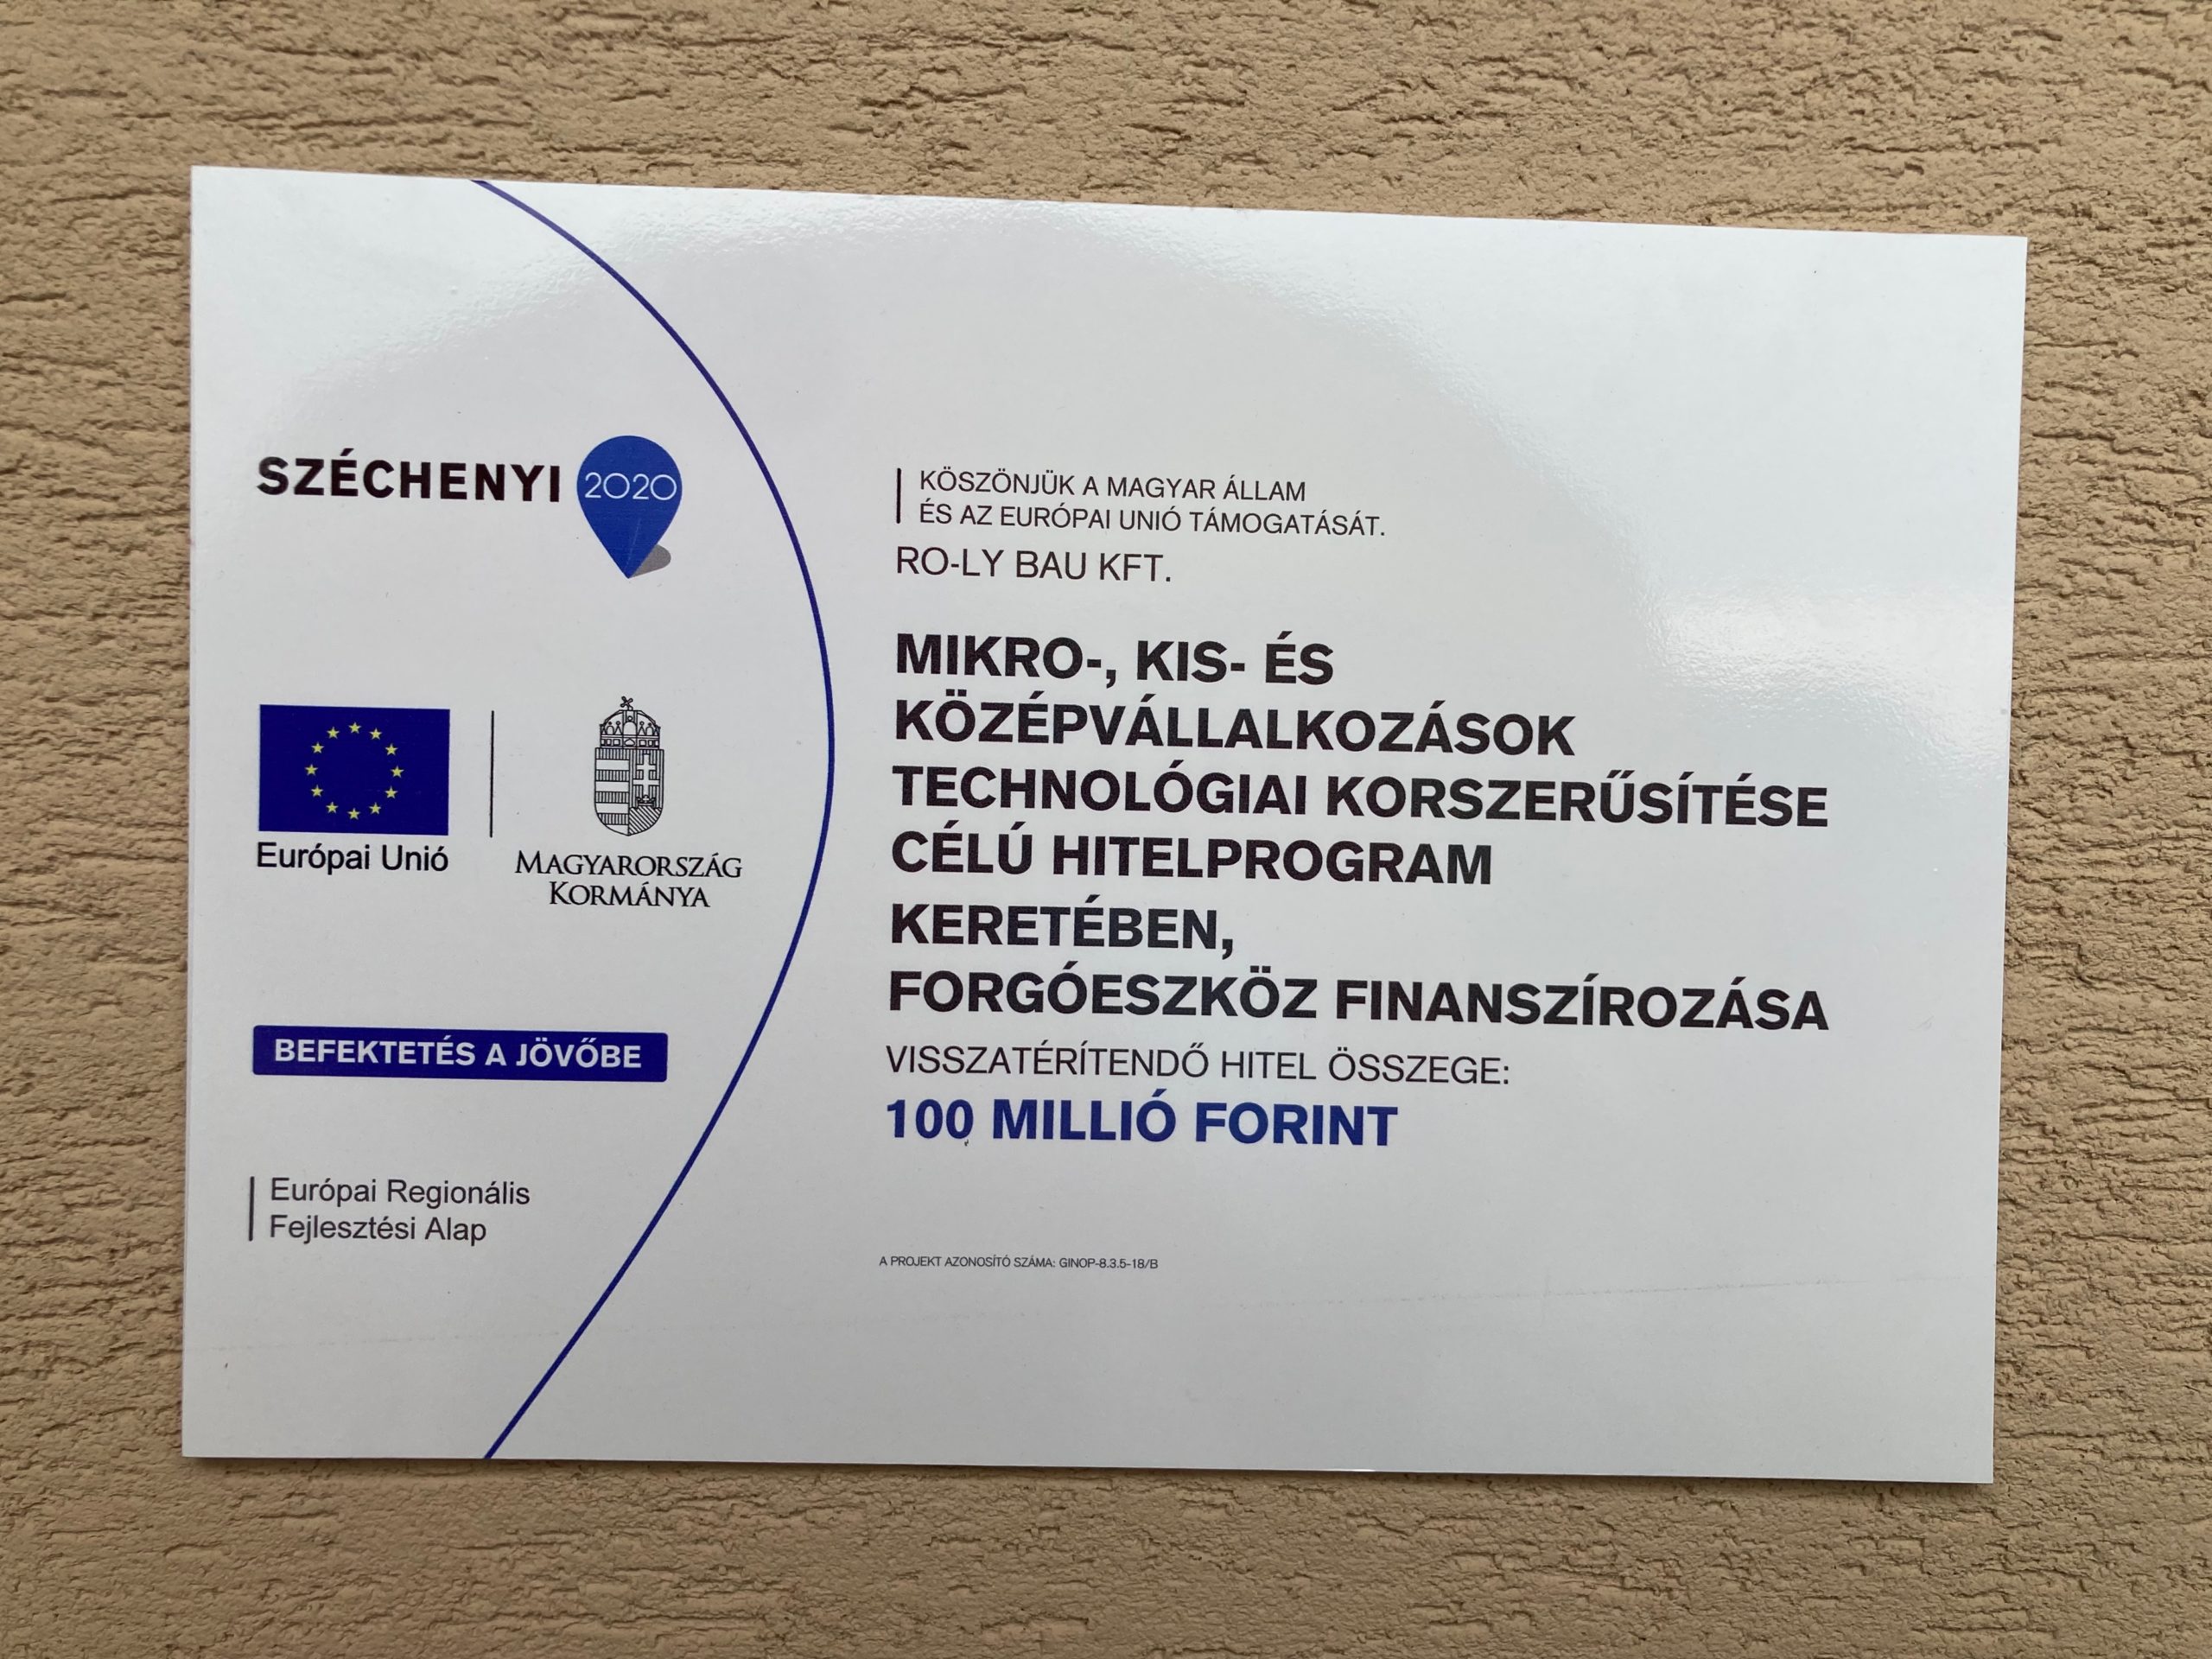 SZÉCHENYI 2020
Európai Unió
MAGYARORSZÁG
KORMÁNYA
BEFEKTETÉS A JÖVŐBE
Európai Regionális
Fejlesztési Alap
KÖSZÖNJÜK A MAGYAR ÁLLAM
ÉS AZ EURÓPAI UNIÓ TÁMOGATÁSÁT.
RO-LY BAU KFT.
MIKRO-, KIS- ÉS
KÖZÉPVÁLLALKOZÁSOK
TECHNOLÓGIAI KORSZERŰSÍTÉSE
CÉLÚ HITELPROGRAM
KERETÉBEN,
FORGÓESZKÖZ FINANSZÍROZÁSA
VISSZATÉRÍTENDŐ HITEL ÖSSZEGE:
100 MILLIÓ FORINT
A PROJEKT AZONOSÍTÓ SZÁMA: GINOP-8.3.5-18/B